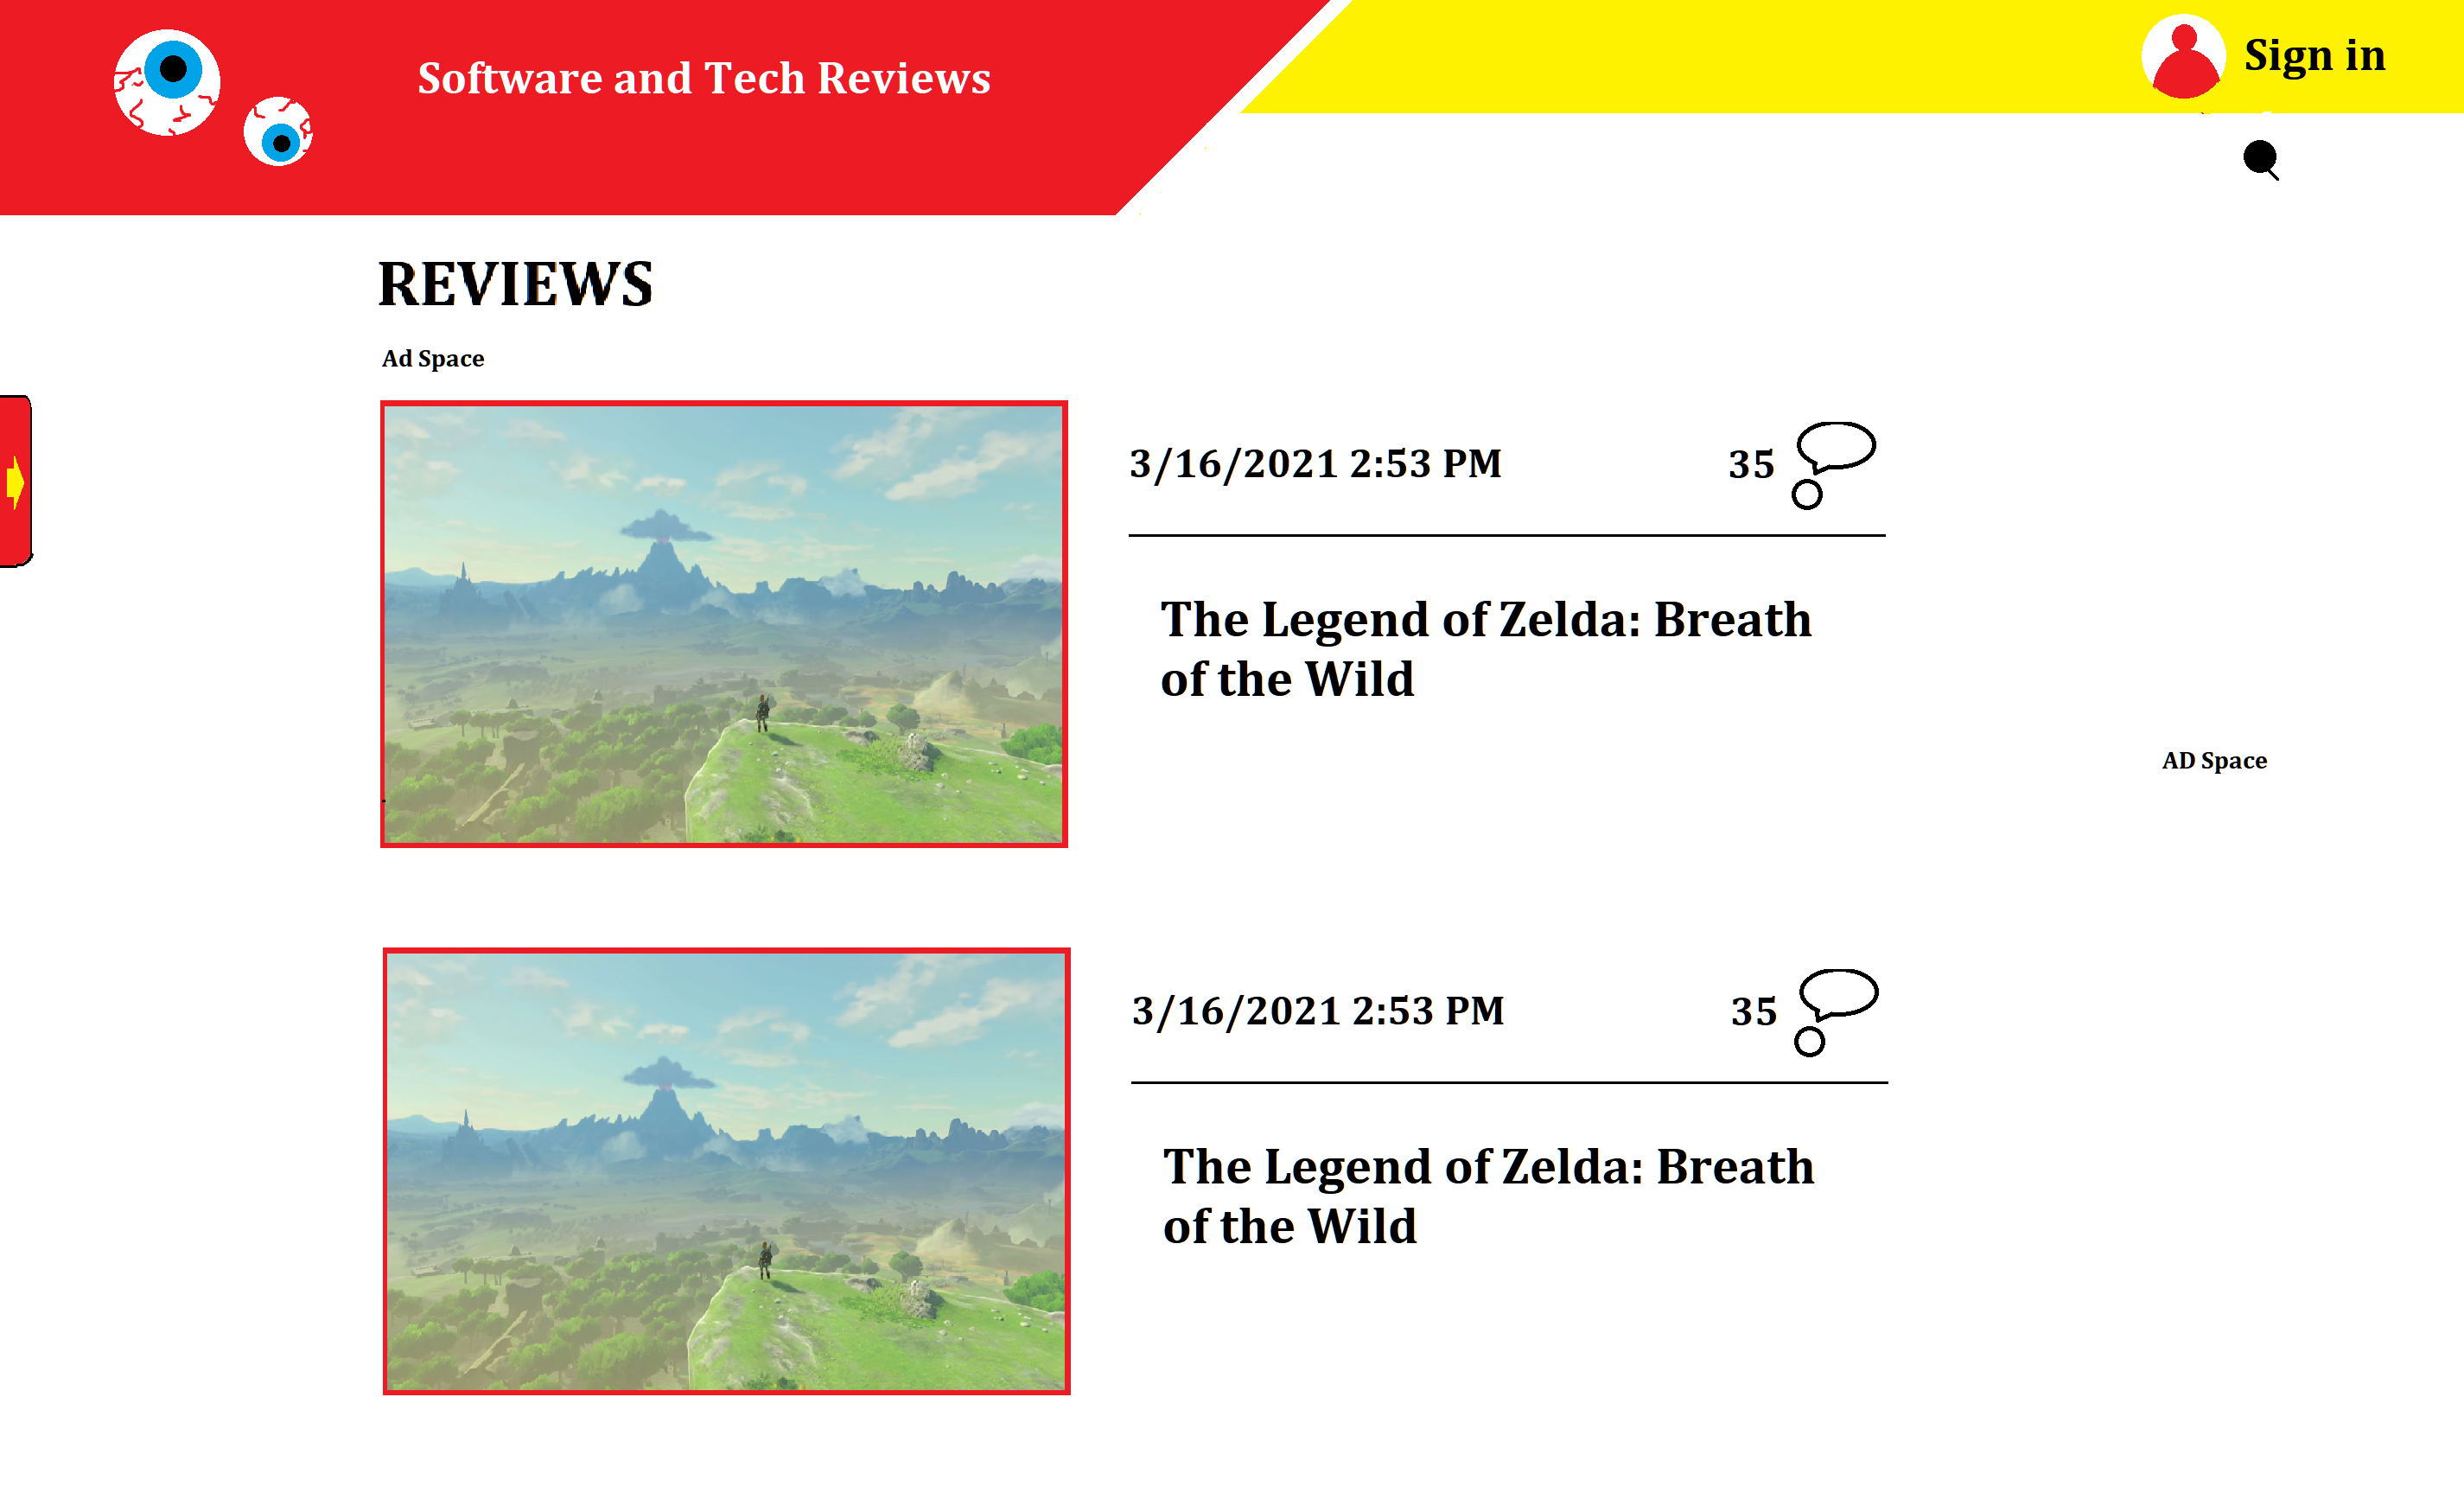 Software and Tech Reviews
Sign in
REVIEWS
Ad Space
3/16/2021 2:53 PM
35
The Legend of Zelda: Breath
of the Wild
AD Space
3/16/2021 2:53 PM
35
The Legend of Zelda: Breath
of the Wild